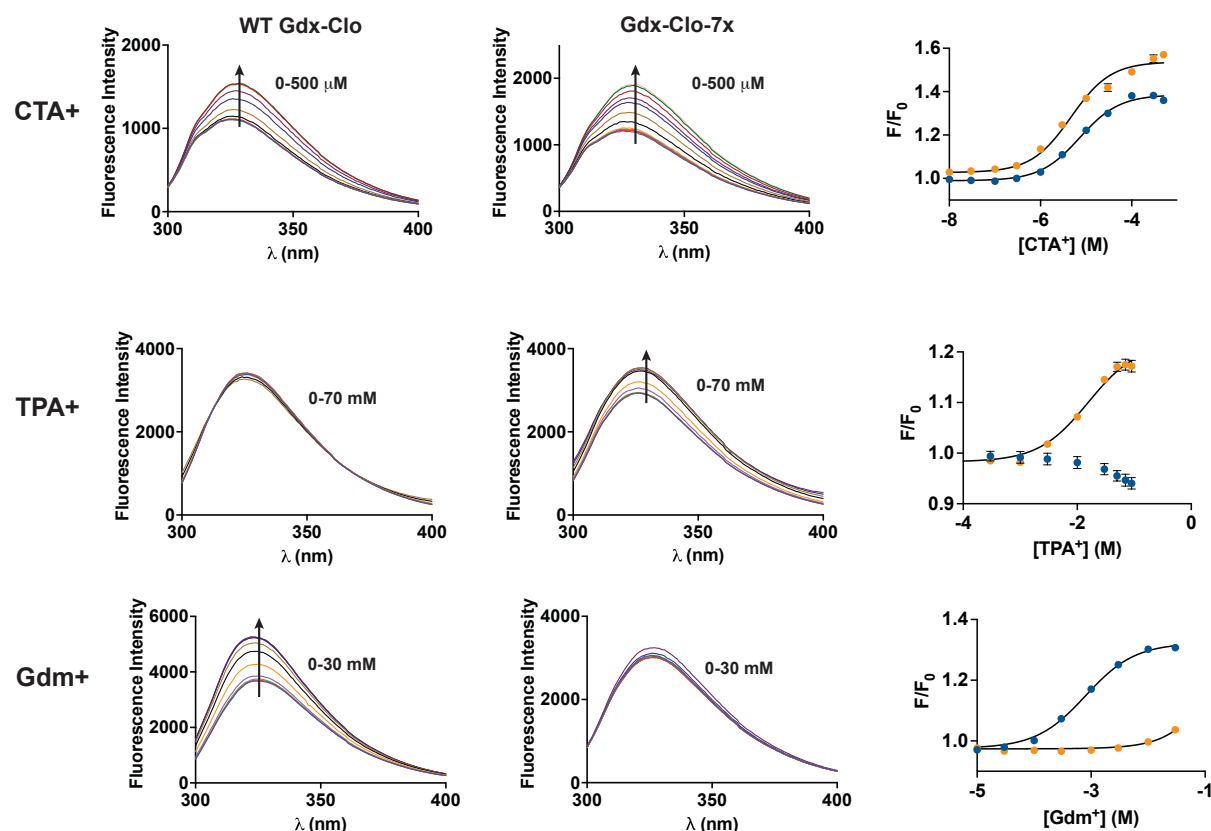 WT Gdx-Clo
Gdx-Clo-7x
CTA+
Fluorescence Intensity
2000
1000
0
300
350
400
λ (nm)
0-500 μM
Fluorescence Intensity
2000
1000
0
300
350
400
λ (nm)
0-500 μM
F/F0
1.6
1.4
1.2
1.0
-8
-6
-4
[CTA+] (M)
TPA+
Fluorescence Intensity
4000
2000
0
300
350
400
λ (nm)
0-70 mM
Fluorescence Intensity
4000
2000
0
300
350
400
λ (nm)
0-70 mM
F/F0
1.2
1.1
1.0
0.9
-4
-2
0
[TPA+] (M)
Gdm+
Fluorescence Intensity
6000
4000
2000
0
300
350
400
λ (nm)
0-30 mM
Fluorescence Intensity
4000
2000
0
300
350
400
λ (nm)
0-30 mM
F/F0
1.4
1.2
1.0
-5
-3
-1
[Gdm+] (M)